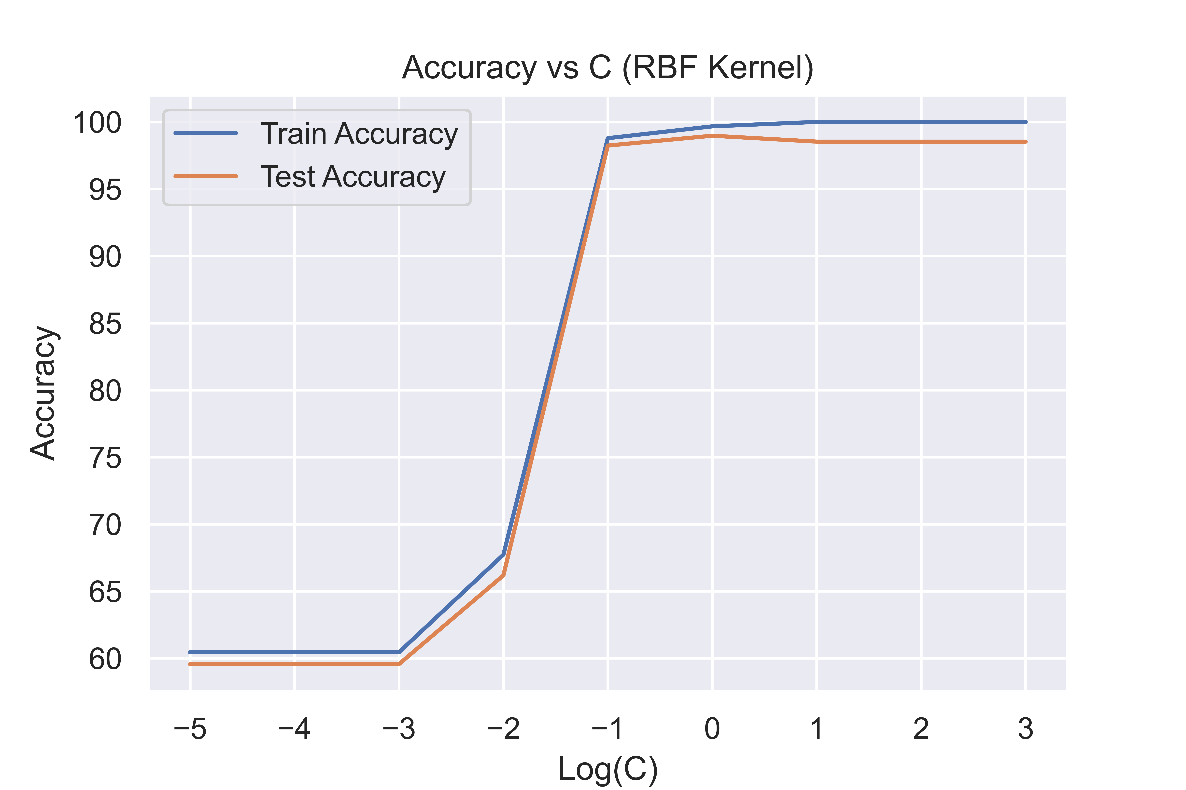 Accuracy vs C (RBF Kernel)
Train Accuracy
Test Accuracy
100
95
90
85
80
75
70
65
60
Accuracy
−5 −4 −3 −2 −1 0 1 2 3
Log(C)